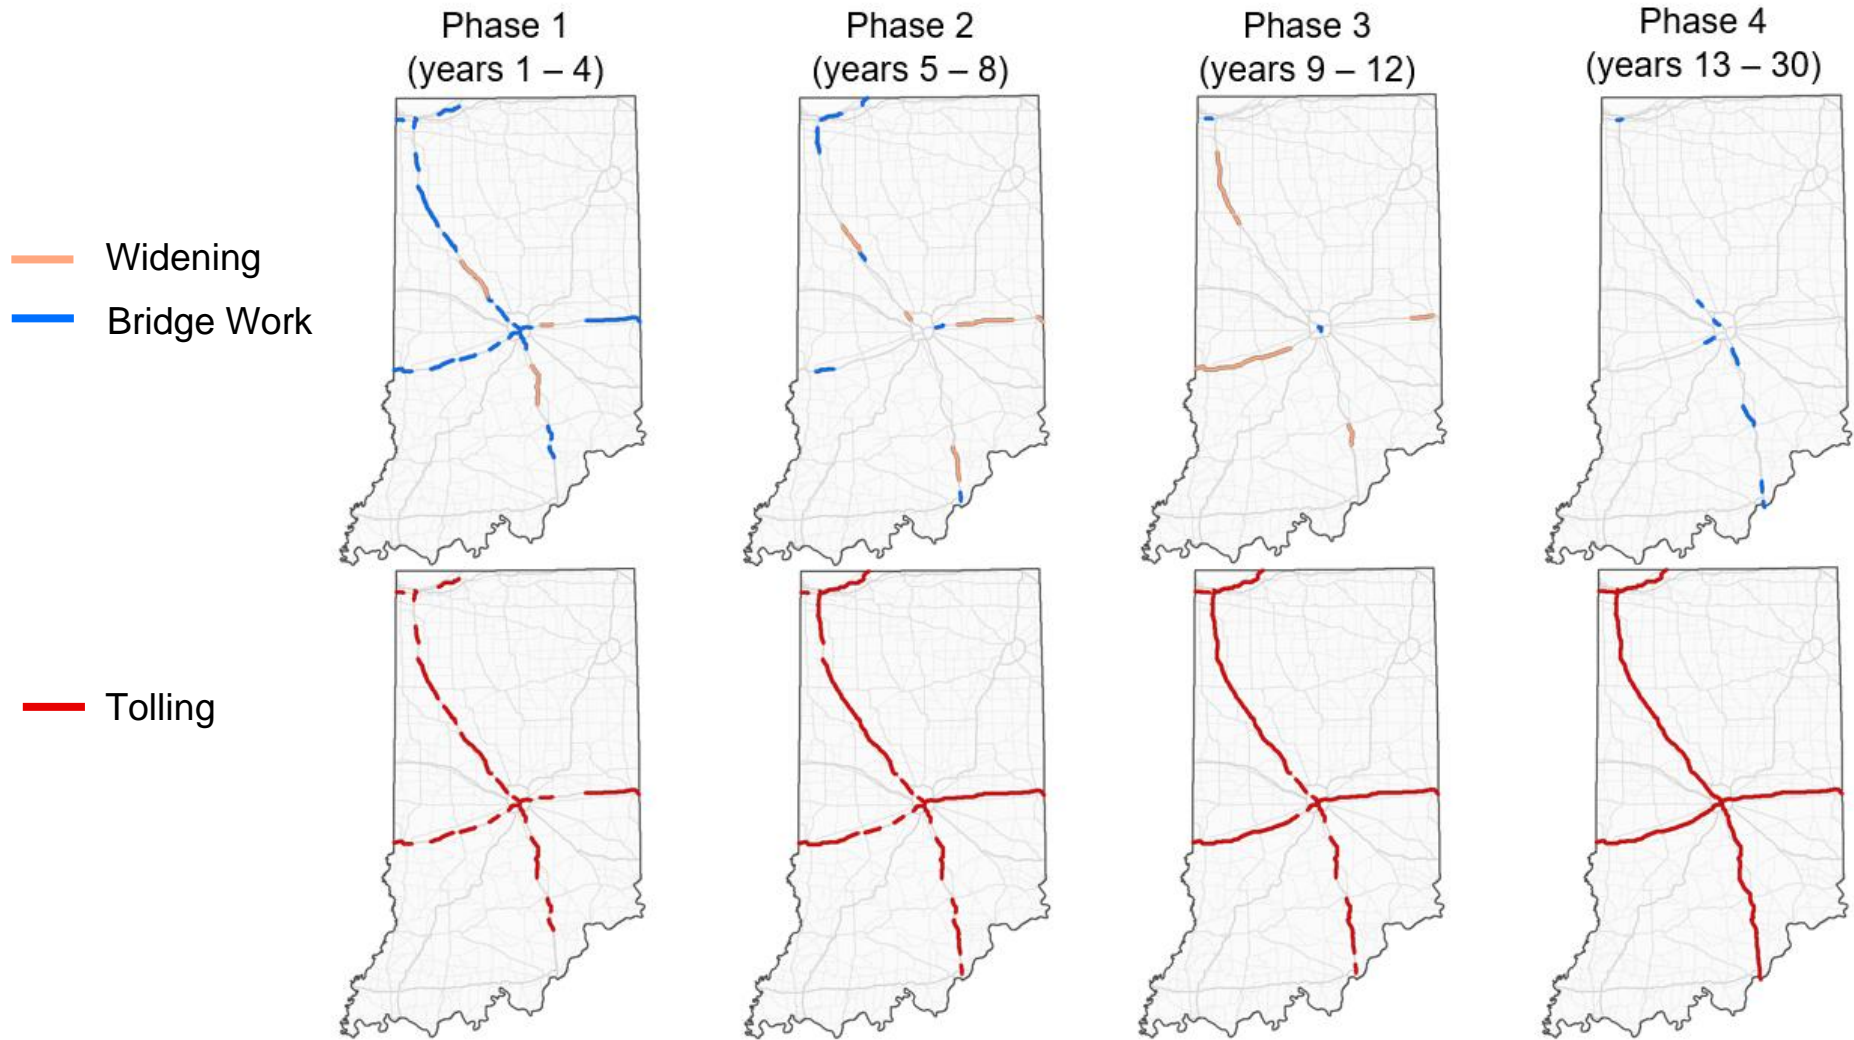 Phase 1
(years 1 – 4)
Phase 2
(years 5 – 8)
Phase 3
(years 9 – 12)
Phase 4
(years 13 – 30)
Widening
Bridge Work
Tolling